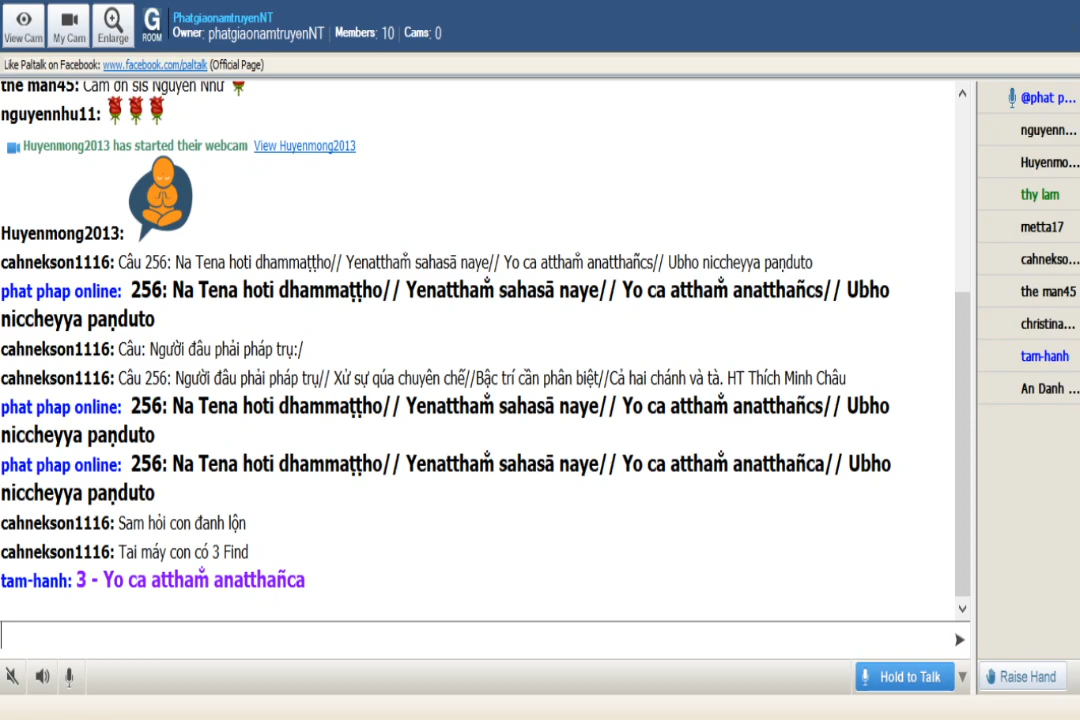 View Cam
My Cam
Enlarge
G
ROOM
PhatgiaonamtruyenNT
Owner: phatgiaonamtruyenNT | Members: 10 | Cams: 0
Like Paltalk on Facebook: www.facebook.com/paltalk (Official Page)
the man45: Cảm ơn sis Nguyên Như
nguyennhu11:
Huyenmong2013 has started their webcam View Huyenmong2013
Huyenmong2013:
cahnekson1116: Câu 256: Na Tena hoti dhammaṭṭho// Yenatthaṁ sahasā naye// Yo ca atthaṁ anatthañcs// Ubho niccheyya paṇduto
phat phap online: 256: Na Tena hoti dhammaṭṭho// Yenatthaṁ sahasā naye// Yo ca atthaṁ anatthañcs// Ubho
niccheyya paṇduto
cahnekson1116: Câu: Người đâu phải pháp trụ:/
cahnekson1116: Câu 256: Người đâu phải pháp trụ// Xử sự qúa chuyên chế//Bậc trí cần phân biệt//Cả hai chánh và tà. HT Thích Minh Châu
phat phap online: 256: Na Tena hoti dhammaṭṭho// Yenatthaṁ sahasā naye// Yo ca atthaṁ anatthañcs// Ubho
niccheyya paṇduto
phat phap online: 256: Na Tena hoti dhammaṭṭho// Yenatthaṁ sahasā naye// Yo ca atthaṁ anatthañca// Ubho
niccheyya paṇduto
cahnekson1116: Sam hỏi con đanh lộn
cahnekson1116: Tai máy con có 3 Find
tam-hanh: 3 - Yo ca atthaṁ anatthañca
@phat p...
nguyenn...
Huyenmo...
thy lam
metta17
cahnekso...
the man45
christina...
tam-hanh
An Danh ...
Hold to Talk
Raise Hand